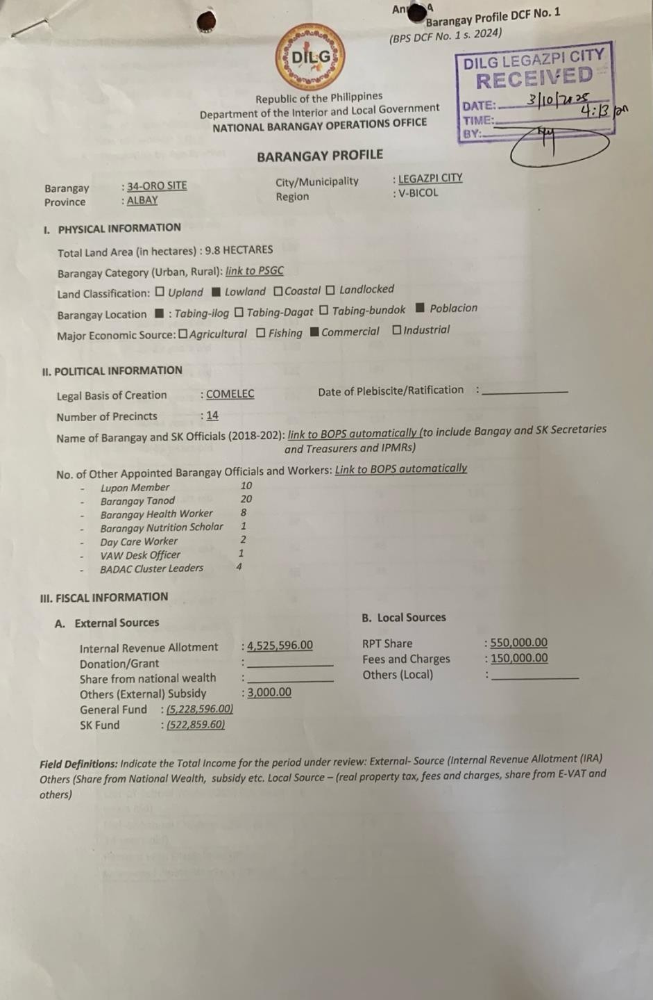 Barangay Profile DCF No. 1
(BPS DCF No. 1 s. 2024)
DILG
DILG LEGAZPI CITY
RECEIVED
DATE: 3/10/2025
TIME: 4:13 pm
BY:
Republic of the Philippines
Department of the Interior and Local Government
NATIONAL BARANGAY OPERATIONS OFFICE
BARANGAY PROFILE
Barangay : 34-ORO SITE City/Municipality : LEGAZPI CITY
Province : ALBAY Region : V-BICOL
I. PHYSICAL INFORMATION
Total Land Area (in hectares) : 9.8 HECTARES
Barangay Category (Urban, Rural): link to PSGC
Land Classification: ☐ Upland ■ Lowland ☐ Coastal ☐ Landlocked
Barangay Location ■ : Tabing-ilog ☐ Tabing-Dagat ☐ Tabing-bundok ■ Poblacion
Major Economic Source: ☐ Agricultural ☐ Fishing ■ Commercial ☐ Industrial
II. POLITICAL INFORMATION
Legal Basis of Creation : COMELEC Date of Plebiscite/Ratification :
Number of Precincts : 14
Name of Barangay and SK Officials (2018-202): link to BOPS automatically (to include Bangay and SK Secretaries
and Treasurers and IPMRs)
No. of Other Appointed Barangay Officials and Workers: Link to BOPS automatically
- Lupon Member 10
- Barangay Tanod 20
- Barangay Health Worker 8
- Barangay Nutrition Scholar 1
- Day Care Worker 2
- VAW Desk Officer 1
- BADAC Cluster Leaders 4
III. FISCAL INFORMATION
A. External Sources
Internal Revenue Allotment : 4,525,596.00
Donation/Grant :
Share from national wealth :
Others (External) Subsidy : 3,000.00
General Fund : (5,228,596.00)
SK Fund : (522,859.60)
B. Local Sources
RPT Share : 550,000.00
Fees and Charges : 150,000.00
Others (Local) :
Field Definitions: Indicate the Total Income for the period under review: External- Source (Internal Revenue Allotment (IRA)
Others (Share from National Wealth, subsidy etc. Local Source – (real property tax, fees and charges, share from E-VAT and
others)